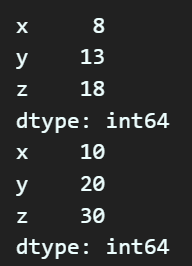 x     8
y    13
z    18
dtype: int64
x    10
y    20
z    30
dtype: int64